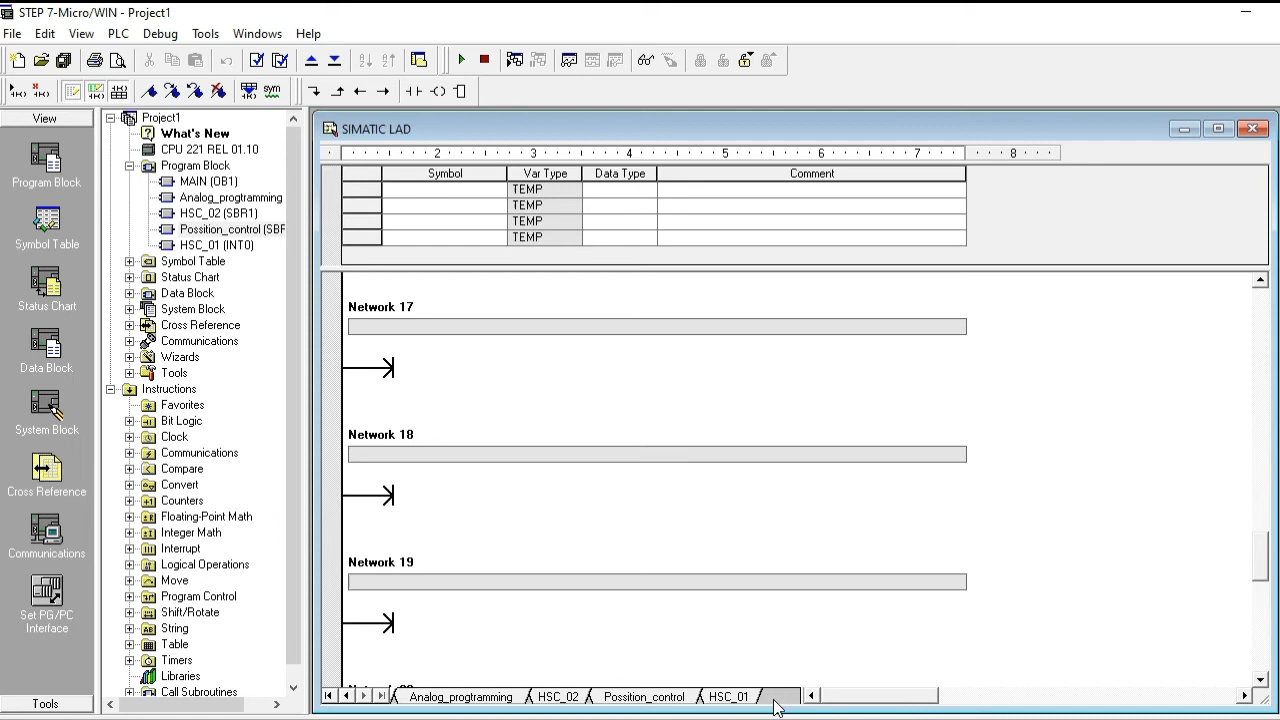 STEP 7-Micro/WIN - Project1
File Edit View PLC Debug Tools Windows Help
View
Program Block
Symbol Table
Status Chart
Data Block
System Block
Cross Reference
Communications
Set PG/PC
Interface
Tools
Project1
What's New
CPU 221 REL 01.10
Program Block
MAIN (OB1)
Analog_progtramming
HSC_02 (SBR1)
Possition_control (SBF
HSC_01 (INT0)
Symbol Table
Status Chart
Data Block
System Block
Cross Reference
Communications
Wizards
Tools
Instructions
Favorites
Bit Logic
Clock
Communications
Compare
Convert
Counters
Floating-Point Math
Integer Math
Interrupt
Logical Operations
Move
Program Control
Shift/Rotate
String
Table
Timers
Libraries
Call Subroutines
SIMATIC LAD
2 3 4 5 6 7 8
Symbol Var Type Data Type Comment
TEMP
TEMP
TEMP
TEMP
Network 17
Network 18
Network 19
Analog_progtramming HSC_02 Possition_control HSC_01